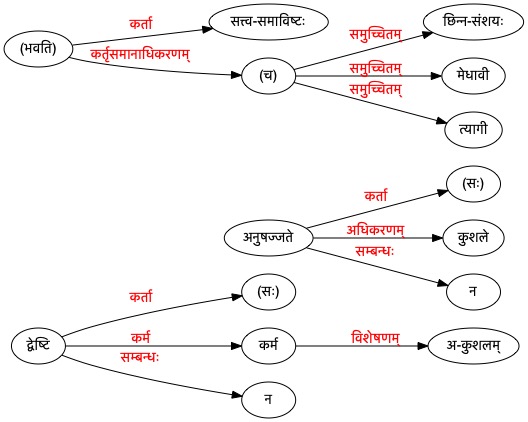 (भवति)
कर्ता
सत्त्व-समाविष्टः
कर्तृसमानाधिकरणम्
(च)
समुच्चितम्
छिन्न-संशयः
समुच्चितम्
मेधावी
समुच्चितम्
त्यागी
अनुषज्जते
कर्ता
(सः)
अधिकरणम्
कुशले
सम्बन्धः
न
द्वेष्टि
कर्ता
(सः)
कर्म
कर्म
विशेषणम्
अ-कुशलम्
सम्बन्धः
न